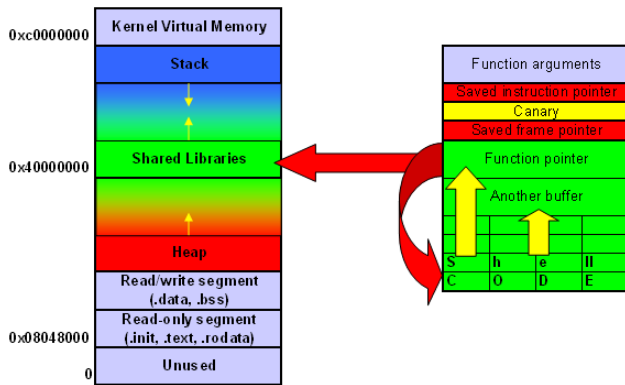 0xc0000000
Kernel Virtual Memory
Stack
Shared Libraries
0x40000000
Heap
Read/write segment
(.data, .bss)
Read-only segment
(.init, .text, .rodata)
0x08048000
Unused
0
Function arguments
Saved instruction pointer
Canary
Saved frame pointer
Function pointer
Another buffer
S h e ll
C O D E